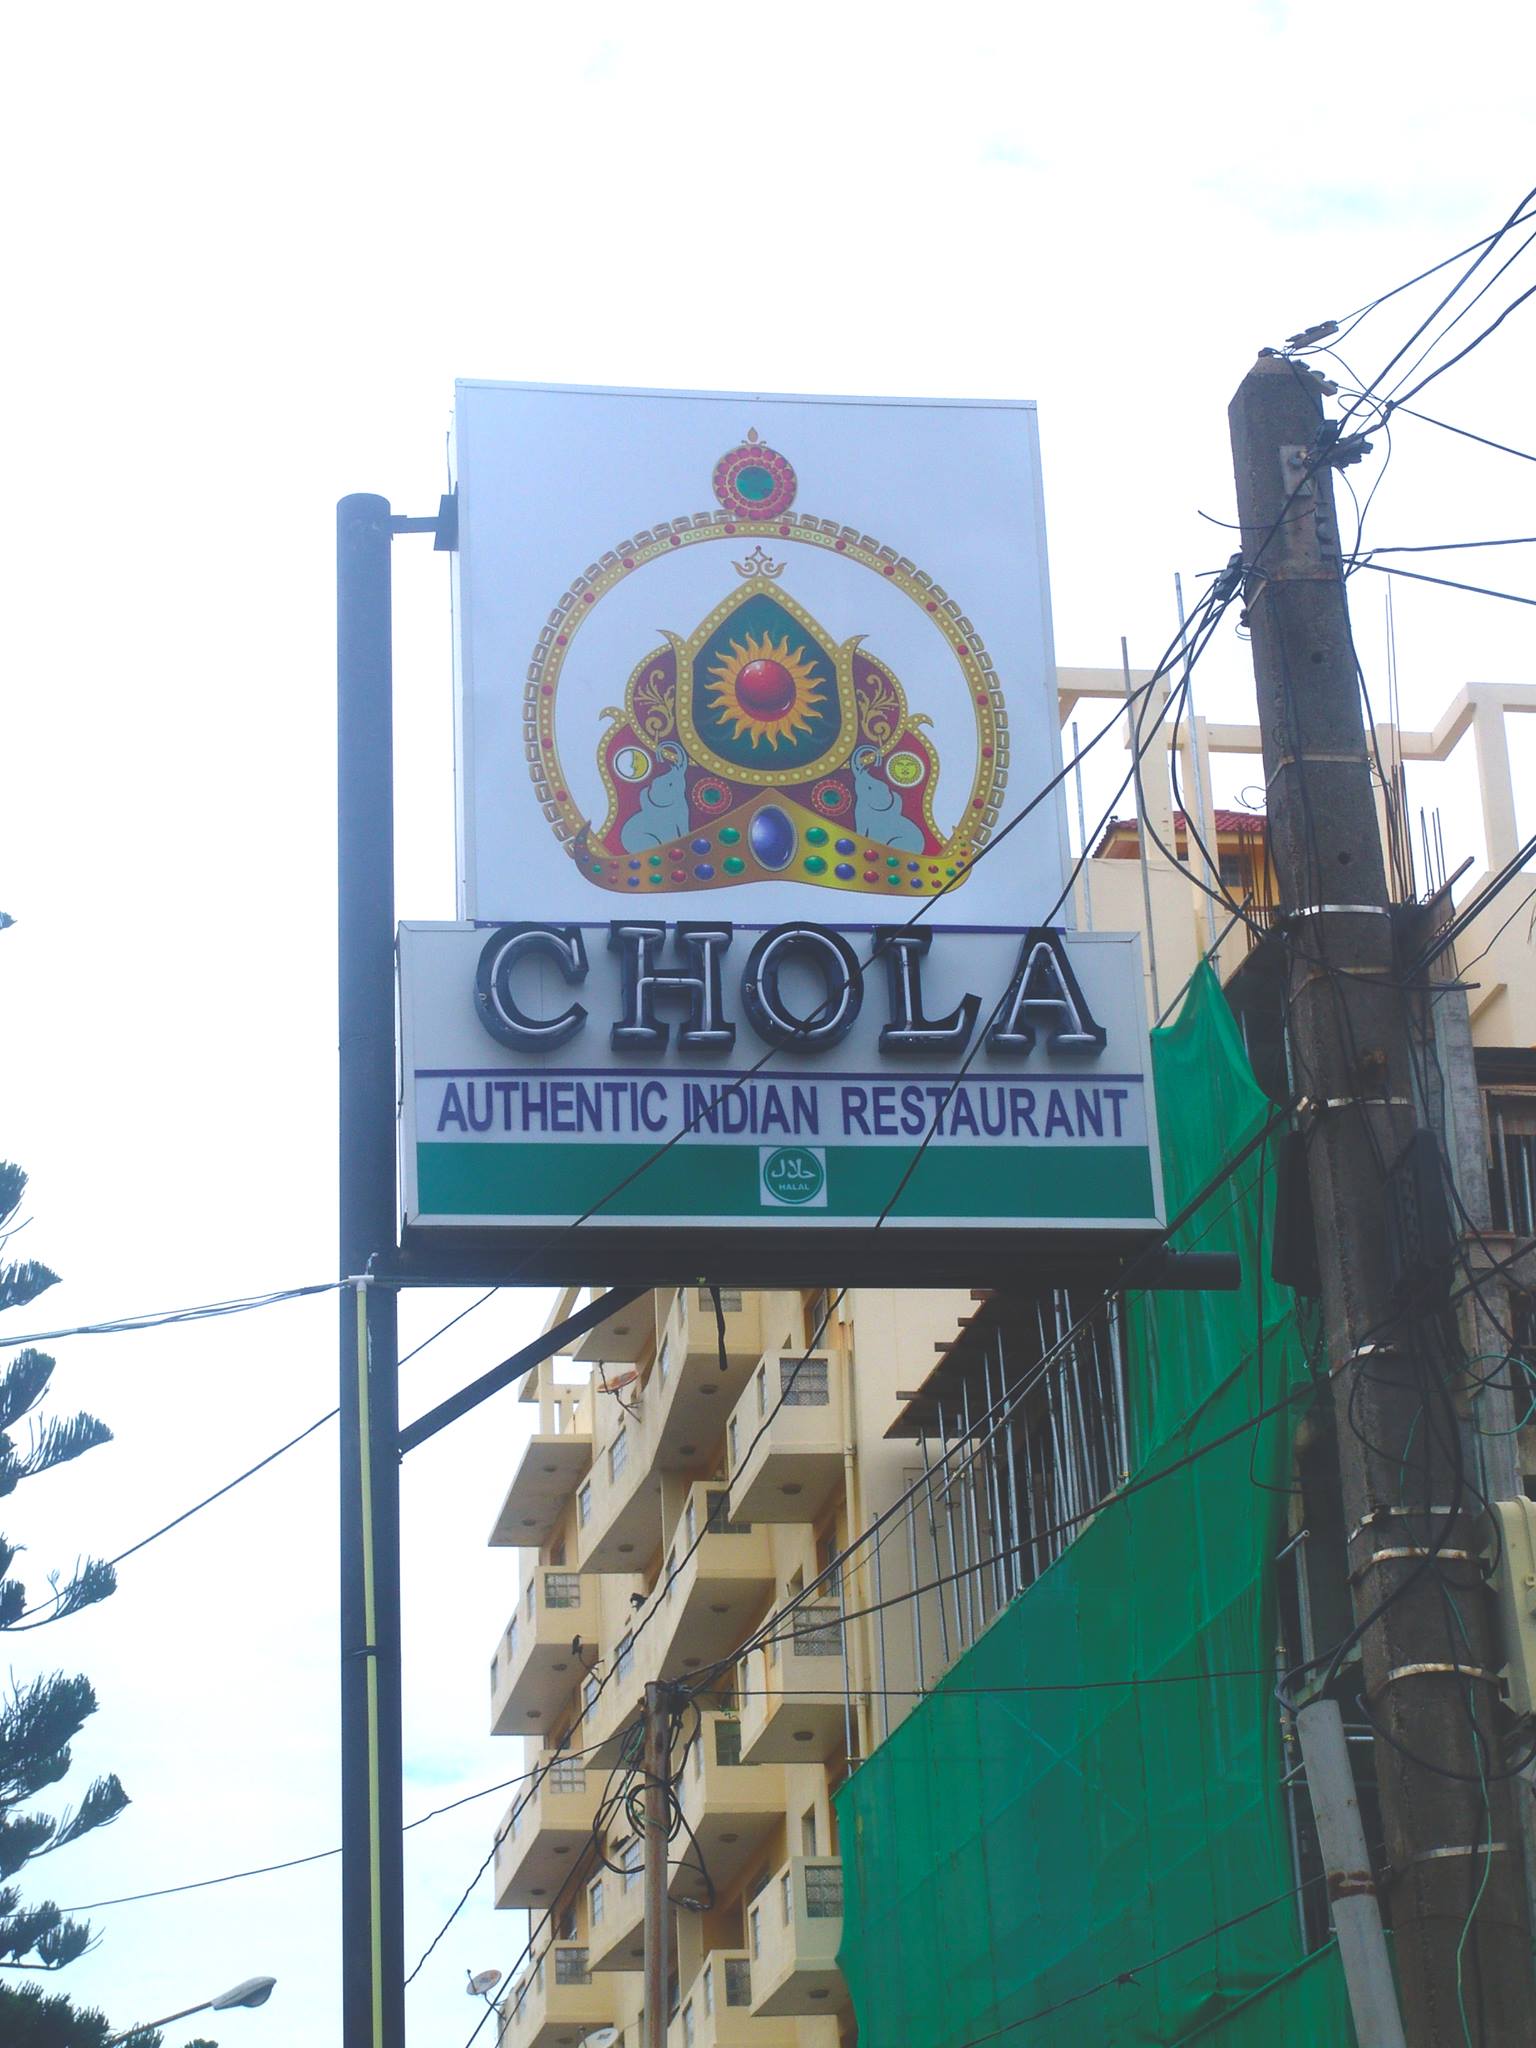 CHOLA
AUTHENTIC INDIAN RESTAURANT
حلال
HALAL